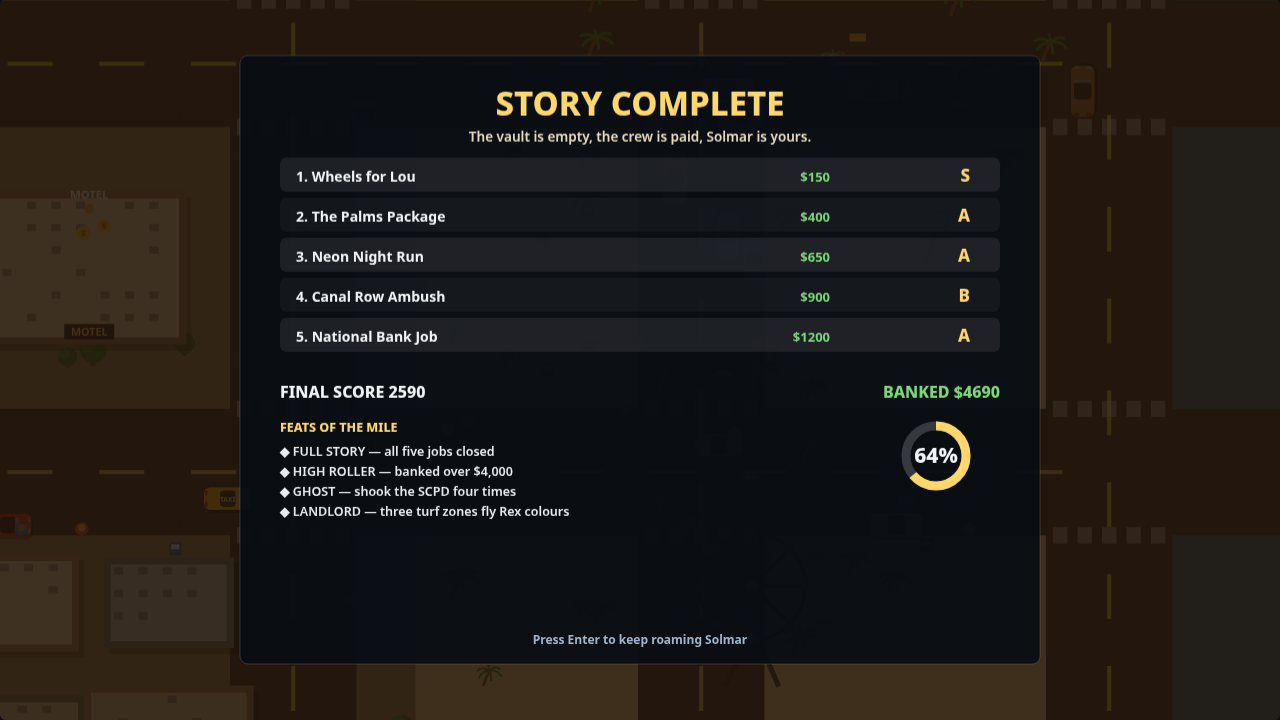 STORY COMPLETE
The vault is empty, the crew is paid, Solmar is yours.
1. Wheels for Lou $150 S
2. The Palms Package $400 A
3. Neon Night Run $650 A
4. Canal Row Ambush $900 B
5. National Bank Job $1200 A
FINAL SCORE 2590 BANKED $4690
FEATS OF THE MILE
◆ FULL STORY — all five jobs closed
◆ HIGH ROLLER — banked over $4,000
◆ GHOST — shook the SCPD four times
◆ LANDLORD — three turf zones fly Rex colours
64%
Press Enter to keep roaming Solmar
MOTEL
MOTEL
TAXI